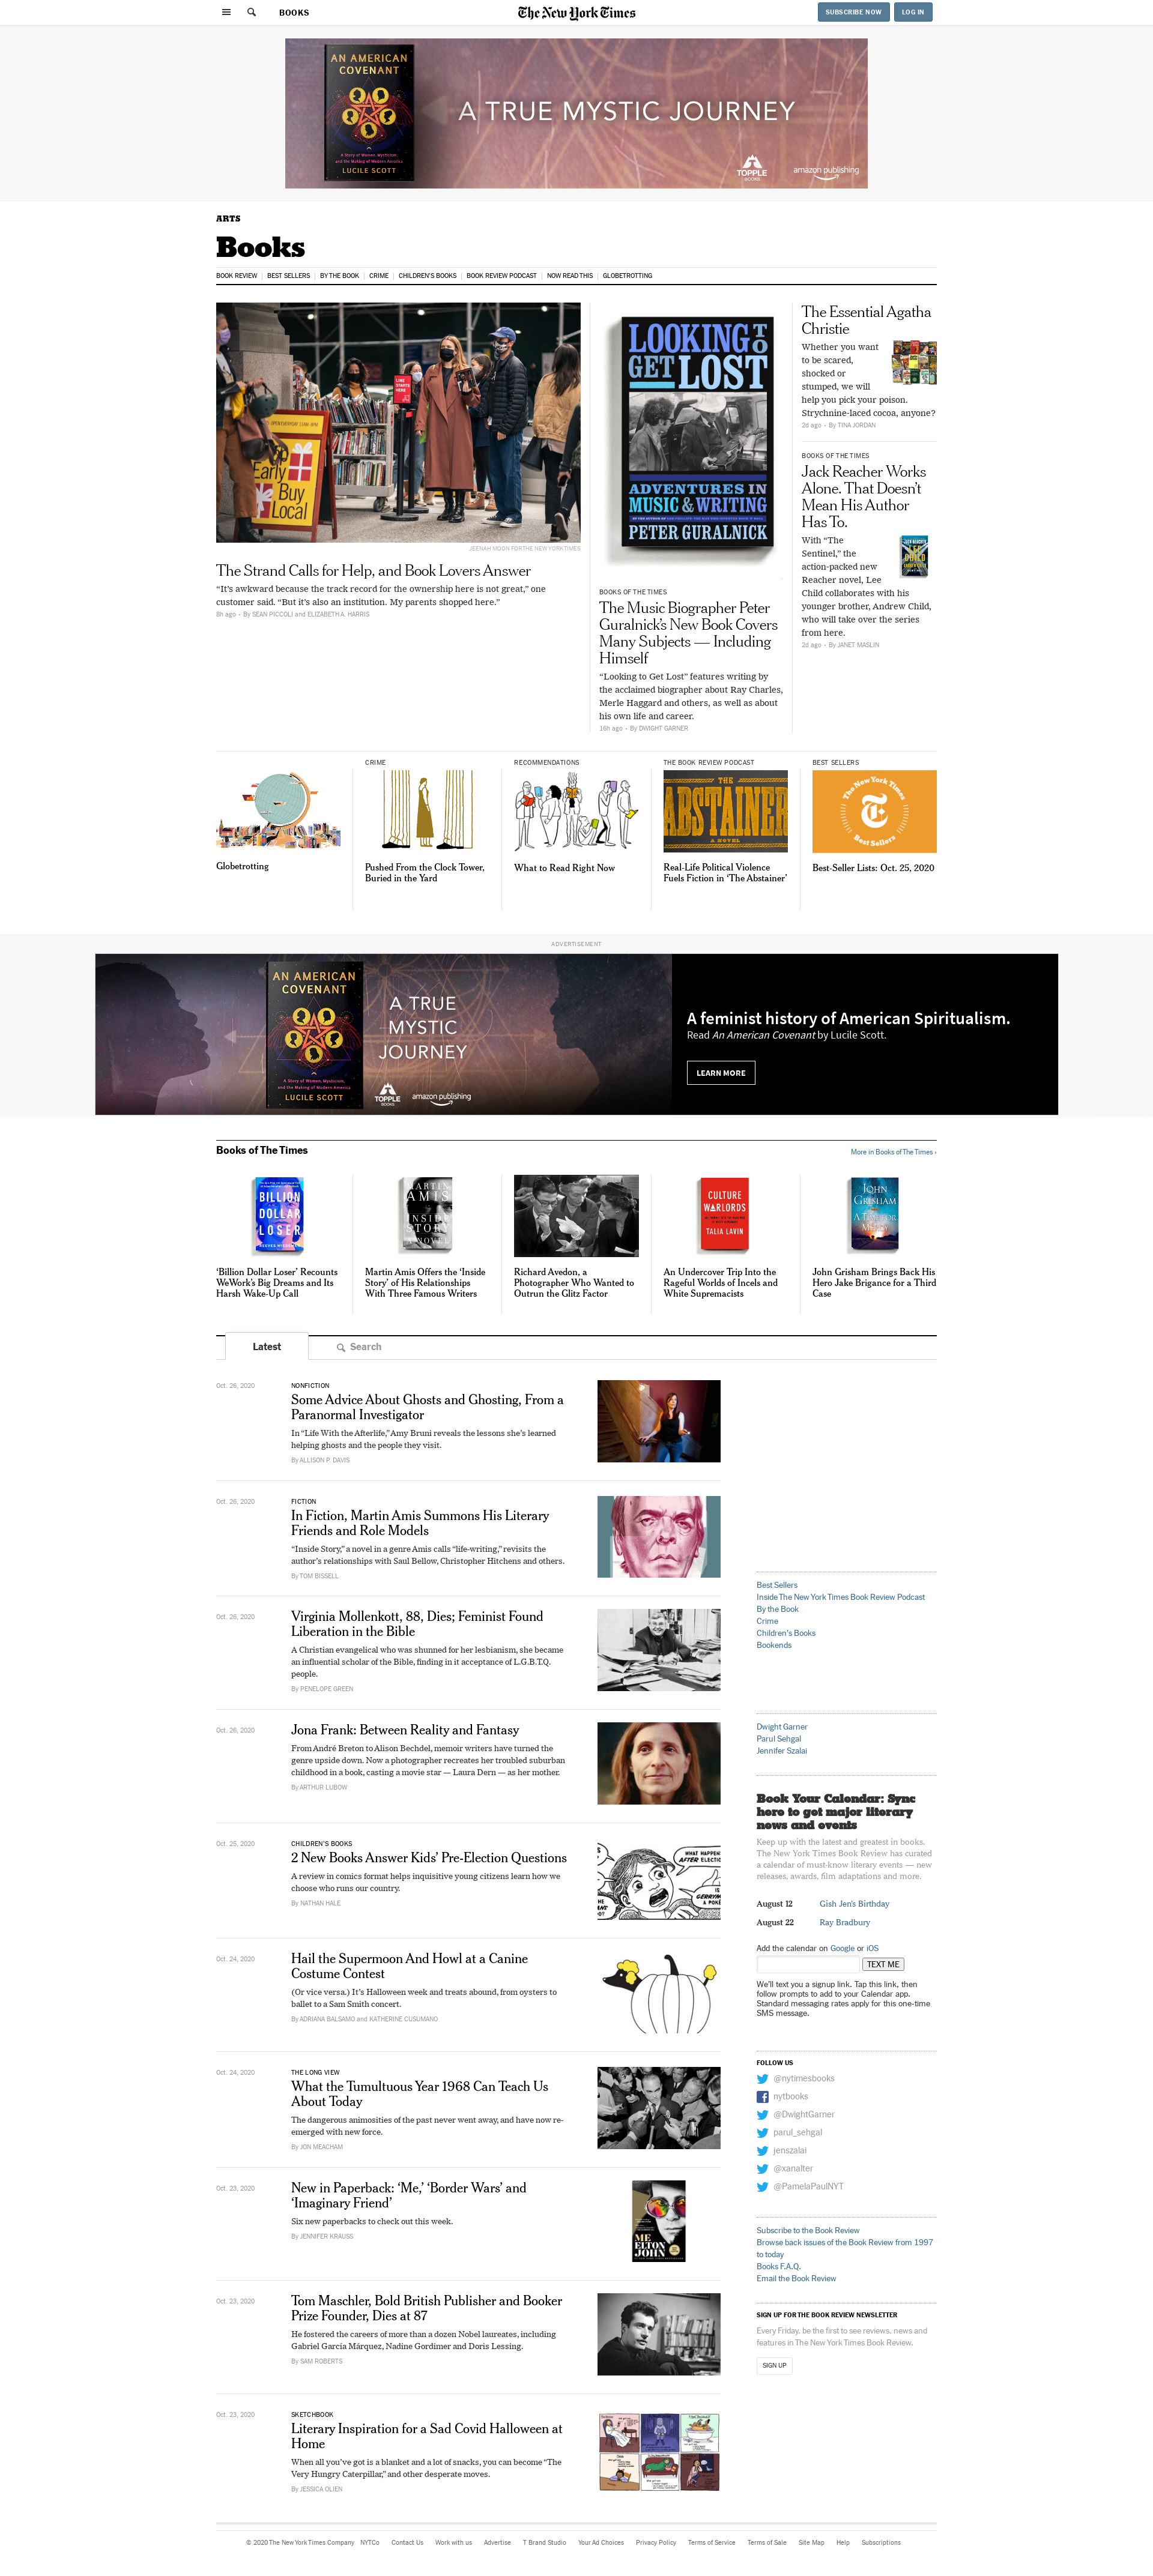 BOOKS
The New York Times
SUBSCRIBE NOW
LOG IN
AN AMERICAN
COVENANT
A Story of Women, Mysticism,
and the Making of Modern America
LUCILE SCOTT
A TRUE MYSTIC JOURNEY
TOPPLE
BOOKS
amazon publishing
ARTS
Books
BOOK REVIEW
BEST SELLERS
BY THE BOOK
CRIME
CHILDREN'S BOOKS
BOOK REVIEW PODCAST
NOW READ THIS
GLOBETROTTING
LINE
STARTS
HERE
Early
Buy
Local
JEENAH MOON FOR THE NEW YORK TIMES
The Strand Calls for Help, and Book Lovers Answer
“It’s awkward because the track record for the ownership here is not great,” one
customer said. “But it’s also an institution. My parents shopped here.”
8h ago · By SEAN PICCOLI and ELIZABETH A. HARRIS
LOOKING TO
GET LOST
ADVENTURES IN
MUSIC & WRITING
PETER GURALNICK
BOOKS OF THE TIMES
The Music Biographer Peter
Guralnick’s New Book Covers
Many Subjects — Including
Himself
“Looking to Get Lost” features writing by
the acclaimed biographer about Ray Charles,
Merle Haggard and others, as well as about
his own life and career.
16h ago · By DWIGHT GARNER
The Essential Agatha
Christie
Whether you want
to be scared,
shocked or
stumped, we will
help you pick your poison.
Strychnine-laced cocoa, anyone?
2d ago · By TINA JORDAN
BOOKS OF THE TIMES
Jack Reacher Works
Alone. That Doesn’t
Mean His Author
Has To.
With “The
Sentinel,” the
action-packed new
Reacher novel, Lee
Child collaborates with his
younger brother, Andrew Child,
who will take over the series
from here.
2d ago · By JANET MASLIN
Globetrotting
CRIME
Pushed From the Clock Tower,
Buried in the Yard
RECOMMENDATIONS
What to Read Right Now
THE BOOK REVIEW PODCAST
THE
ABSTAINER
A NOVEL
Real-Life Political Violence
Fuels Fiction in ‘The Abstainer’
BEST SELLERS
The New York Times
Best Sellers
Best-Seller Lists: Oct. 25, 2020
ADVERTISEMENT
AN AMERICAN
COVENANT
A Story of Women, Mysticism,
and the Making of Modern America
LUCILE SCOTT
A TRUE
MYSTIC
JOURNEY
TOPPLE
BOOKS
amazon publishing
A feminist history of American Spiritualism.
Read An American Covenant by Lucile Scott.
LEARN MORE
Books of The Times
More in Books of The Times ›
BILLION
DOLLAR
LOSER
‘Billion Dollar Loser’ Recounts
WeWork’s Big Dreams and Its
Harsh Wake-Up Call
MARTIN
AMIS
INSIDE
STORY
A NOVEL
Martin Amis Offers the ‘Inside
Story’ of His Relationships
With Three Famous Writers
Richard Avedon, a
Photographer Who Wanted to
Outrun the Glitz Factor
CULTURE
WARLORDS
TALIA LAVIN
An Undercover Trip Into the
Rageful Worlds of Incels and
White Supremacists
JOHN
GRISHAM
A TIME FOR
MERCY
John Grisham Brings Back His
Hero Jake Brigance for a Third
Case
Latest
Search
Oct. 26, 2020
NONFICTION
Some Advice About Ghosts and Ghosting, From a
Paranormal Investigator
In “Life With the Afterlife,” Amy Bruni reveals the lessons she’s learned
helping ghosts and the people they visit.
By ALLISON P. DAVIS
Oct. 26, 2020
FICTION
In Fiction, Martin Amis Summons His Literary
Friends and Role Models
“Inside Story,” a novel in a genre Amis calls “life-writing,” revisits the
author’s relationships with Saul Bellow, Christopher Hitchens and others.
By TOM BISSELL
Oct. 26, 2020
Virginia Mollenkott, 88, Dies; Feminist Found
Liberation in the Bible
A Christian evangelical who was shunned for her lesbianism, she became
an influential scholar of the Bible, finding in it acceptance of L.G.B.T.Q.
people.
By PENELOPE GREEN
Oct. 26, 2020
Jona Frank: Between Reality and Fantasy
From André Breton to Alison Bechdel, memoir writers have turned the
genre upside down. Now a photographer recreates her troubled suburban
childhood in a book, casting a movie star — Laura Dern — as her mother.
By ARTHUR LUBOW
Oct. 25, 2020
CHILDREN’S BOOKS
2 New Books Answer Kids’ Pre-Election Questions
A review in comics format helps inquisitive young citizens learn how we
choose who runs our country.
By NATHAN HALE
WHAT HAPPENS
AFTER ELECTION
Oct. 24, 2020
Hail the Supermoon And Howl at a Canine
Costume Contest
(Or vice versa.) It’s Halloween week and treats abound, from oysters to
ballet to a Sam Smith concert.
By ADRIANA BALSAMO and KATHERINE CUSUMANO
Oct. 24, 2020
THE LONG VIEW
What the Tumultuous Year 1968 Can Teach Us
About Today
The dangerous animosities of the past never went away, and have now re-
emerged with new force.
By JON MEACHAM
Oct. 23, 2020
New in Paperback: ‘Me,’ ‘Border Wars’ and
‘Imaginary Friend’
Six new paperbacks to check out this week.
By JENNIFER KRAUSS
ME
ELTON
JOHN
Oct. 23, 2020
Tom Maschler, Bold British Publisher and Booker
Prize Founder, Dies at 87
He fostered the careers of more than a dozen Nobel laureates, including
Gabriel García Márquez, Nadine Gordimer and Doris Lessing.
By SAM ROBERTS
Oct. 23, 2020
SKETCHBOOK
Literary Inspiration for a Sad Covid Halloween at
Home
When all you’ve got is a blanket and a lot of snacks, you can become “The
Very Hungry Caterpillar,” and other desperate moves.
By JESSICA OLIEN
Best Sellers
Inside The New York Times Book Review Podcast
By the Book
Crime
Children's Books
Bookends
Dwight Garner
Parul Sehgal
Jennifer Szalai
Book Your Calendar: Sync
here to get major literary
news and events
Keep up with the latest and greatest in books.
The New York Times Book Review has curated
a calendar of must-know literary events — new
releases, awards, film adaptations and more.
August 12
Gish Jen's Birthday
August 22
Ray Bradbury
Add the calendar on Google or iOS
TEXT ME
We’ll text you a signup link. Tap this link, then
follow prompts to add to your Calendar app.
Standard messaging rates apply for this one-time
SMS message.
FOLLOW US
@nytimesbooks
nytbooks
@DwightGarner
parul_sehgal
jenszalai
@xanalter
@PamelaPaulNYT
Subscribe to the Book Review
Browse back issues of the Book Review from 1997
to today
Books F.A.Q.
Email the Book Review
SIGN UP FOR THE BOOK REVIEW NEWSLETTER
Every Friday, be the first to see reviews, news and
features in The New York Times Book Review.
SIGN UP
© 2020 The New York Times Company
NYTCo
Contact Us
Work with us
Advertise
T Brand Studio
Your Ad Choices
Privacy Policy
Terms of Service
Terms of Sale
Site Map
Help
Subscriptions